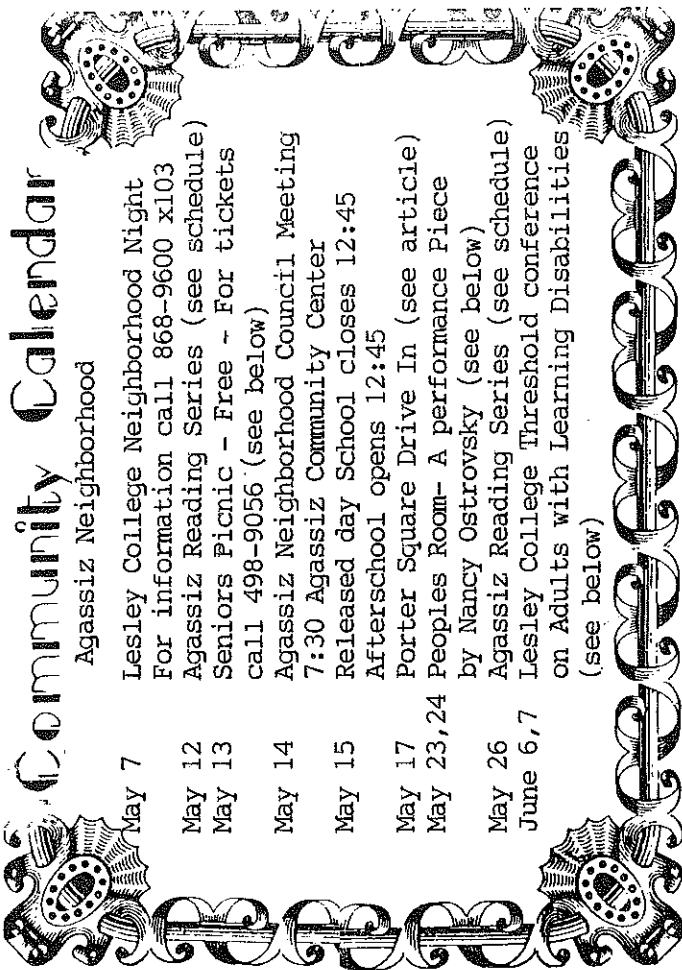 Community Calendar
Agassiz Neighborhood
May 7 Lesley College Neighborhood Night
For information call 868-9600 x103
May 12 Agassiz Reading Series (see schedule)
May 13 Seniors Picnic - Free - For tickets
call 498-9056 (see below)
May 14 Agassiz Neighborhood Council Meeting
7:30 Agassiz Community Center
May 15 Released day School closes 12:45
Afterschool opens 12:45
May 17 Porter Square Drive In (see article)
May 23,24 Peoples Room- A performance Piece
by Nancy Ostrovsky (see below)
May 26 Agassiz Reading Series (see schedule)
June 6,7 Lesley College Threshold conference
on Adults with Learning Disabilities
(see below)